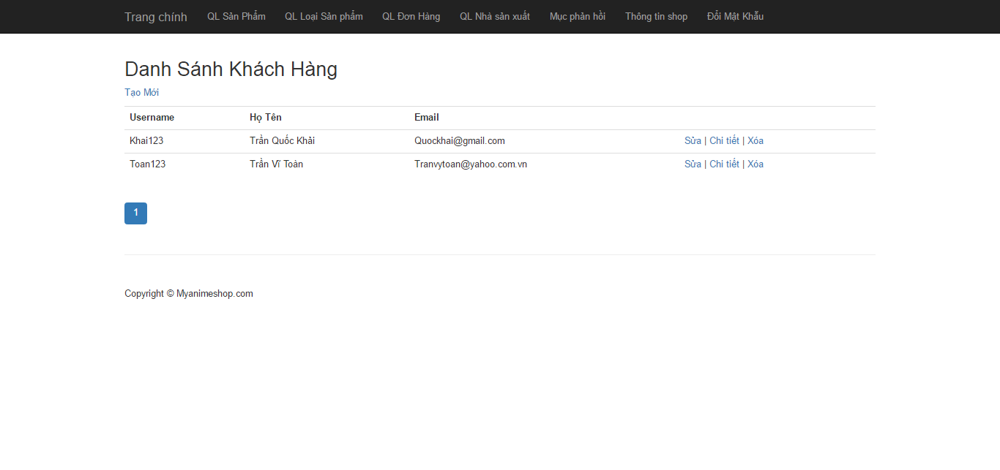 Trang chính QL Sản Phẩm QL Loại Sản phẩm QL Đơn Hàng QL Nhà sản xuất Mục phản hồi Thông tin shop Đổi Mật Khẩu
Danh Sánh Khách Hàng
Tạo Mới
Username Họ Tên Email
Khai123 Trần Quốc Khải Quockhai@gmail.com Sửa | Chi tiết | Xóa
Toan123 Trần Vĩ Toàn Tranvytoan@yahoo.com.vn Sửa | Chi tiết | Xóa
1
Copyright © Myanimeshop.com